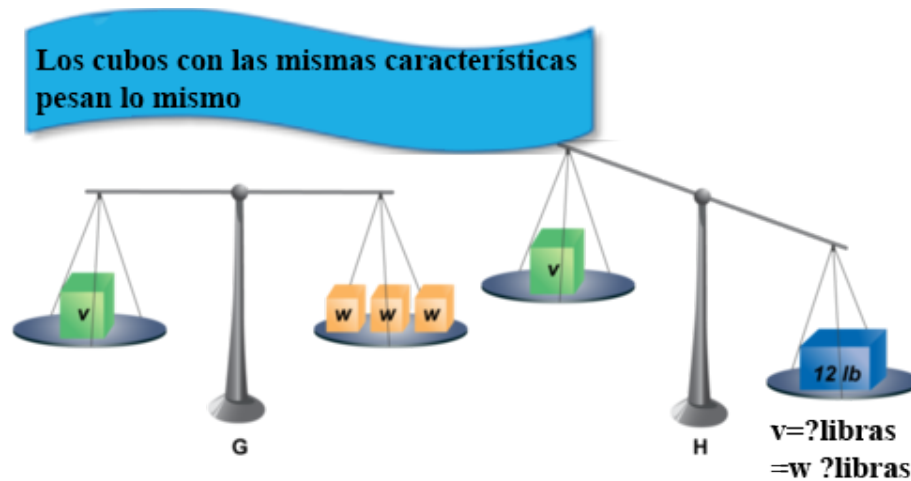 Los cubos con las mismas características
pesan lo mismo
v
w w w
G
v
12 lb
H
v=?libras
=w ?libras